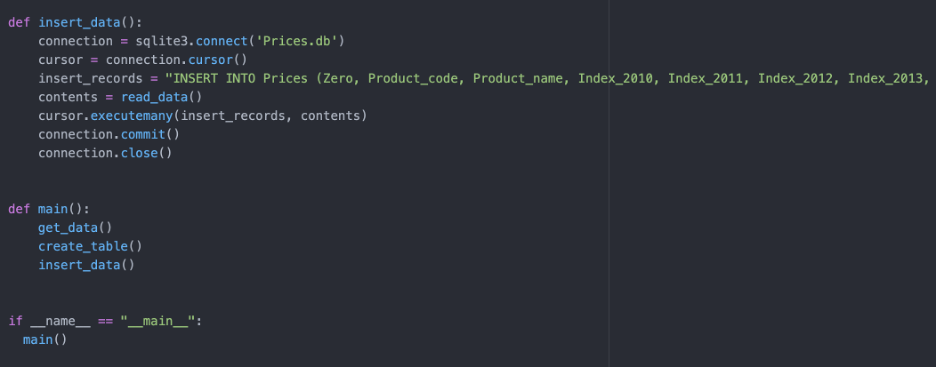 def insert_data():
    connection = sqlite3.connect('Prices.db')
    cursor = connection.cursor()
    insert_records = "INSERT INTO Prices (Zero, Product_code, Product_name, Index_2010, Index_2011, Index_2012, Index_2013,
    contents = read_data()
    cursor.executemany(insert_records, contents)
    connection.commit()
    connection.close()
def main():
    get_data()
    create_table()
    insert_data()
if __name__ == "__main__":
  main()